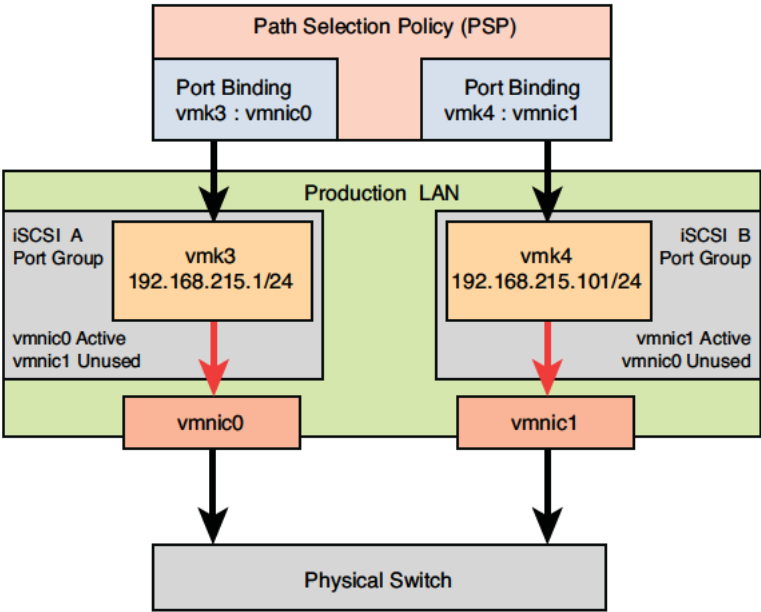 Path Selection Policy (PSP)
Port Binding
vmk3 : vmnic0
Port Binding
vmk4 : vmnic1
Production LAN
iSCSI A
Port Group
vmk3
192.168.215.1/24
vmnic0 Active
vmnic1 Unused
vmk4
192.168.215.101/24
iSCSI B
Port Group
vmnic1 Active
vmnic0 Unused
vmnic0
vmnic1
Physical Switch